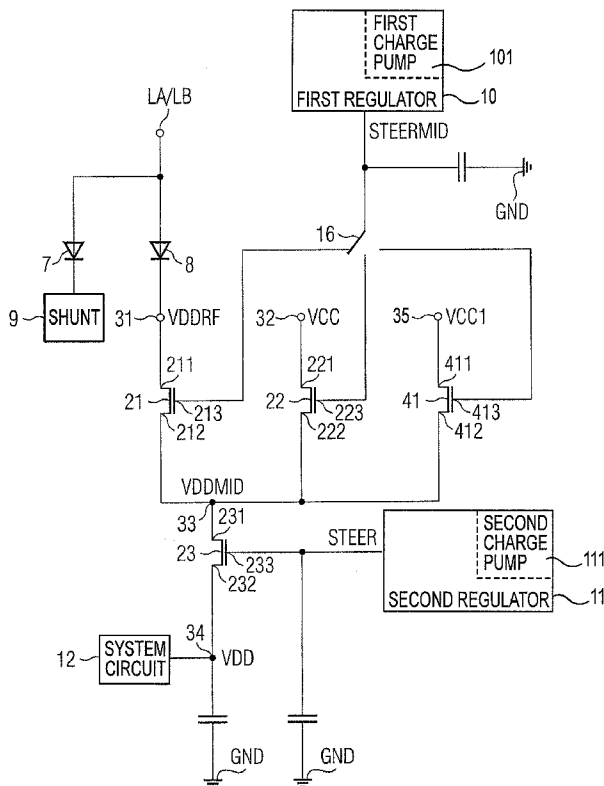 FIRST
CHARGE
PUMP
101
FIRST REGULATOR
10
LA/LB
STEERMID
GND
16
7
8
9
SHUNT
31
VDDRF
32
VCC
35
VCC1
211
221
411
21
213
22
223
41
413
212
222
412
VDDMID
33
231
STEER
SECOND
CHARGE
PUMP
111
23
233
232
SECOND REGULATOR
11
12
SYSTEM
CIRCUIT
34
VDD
GND
GND